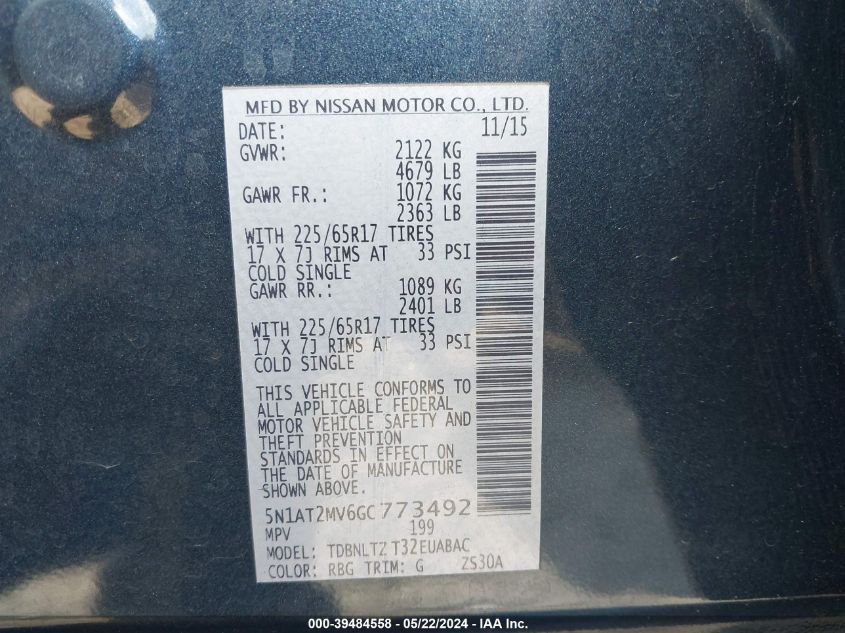 MFD BY NISSAN MOTOR CO., LTD.
DATE: 11/15
GVWR: 2122 KG
4679 LB
GAWR FR.: 1072 KG
2363 LB
WITH 225/65R17 TIRES
17 X 7J RIMS AT 33 PSI
COLD SINGLE
GAWR RR.: 1089 KG
2401 LB
WITH 225/65R17 TIRES
17 X 7J RIMS AT 33 PSI
COLD SINGLE
THIS VEHICLE CONFORMS TO
ALL APPLICABLE FEDERAL
MOTOR VEHICLE SAFETY AND
THEFT PREVENTION
STANDARDS IN EFFECT ON
THE DATE OF MANUFACTURE
SHOWN ABOVE.
5N1AT2MV6GC773492
MPV 199
MODEL: TDBNLTZ T32EUABAC
COLOR: RBG TRIM: G ZS30A
000-39484558 - 05/22/2024 - IAA Inc.